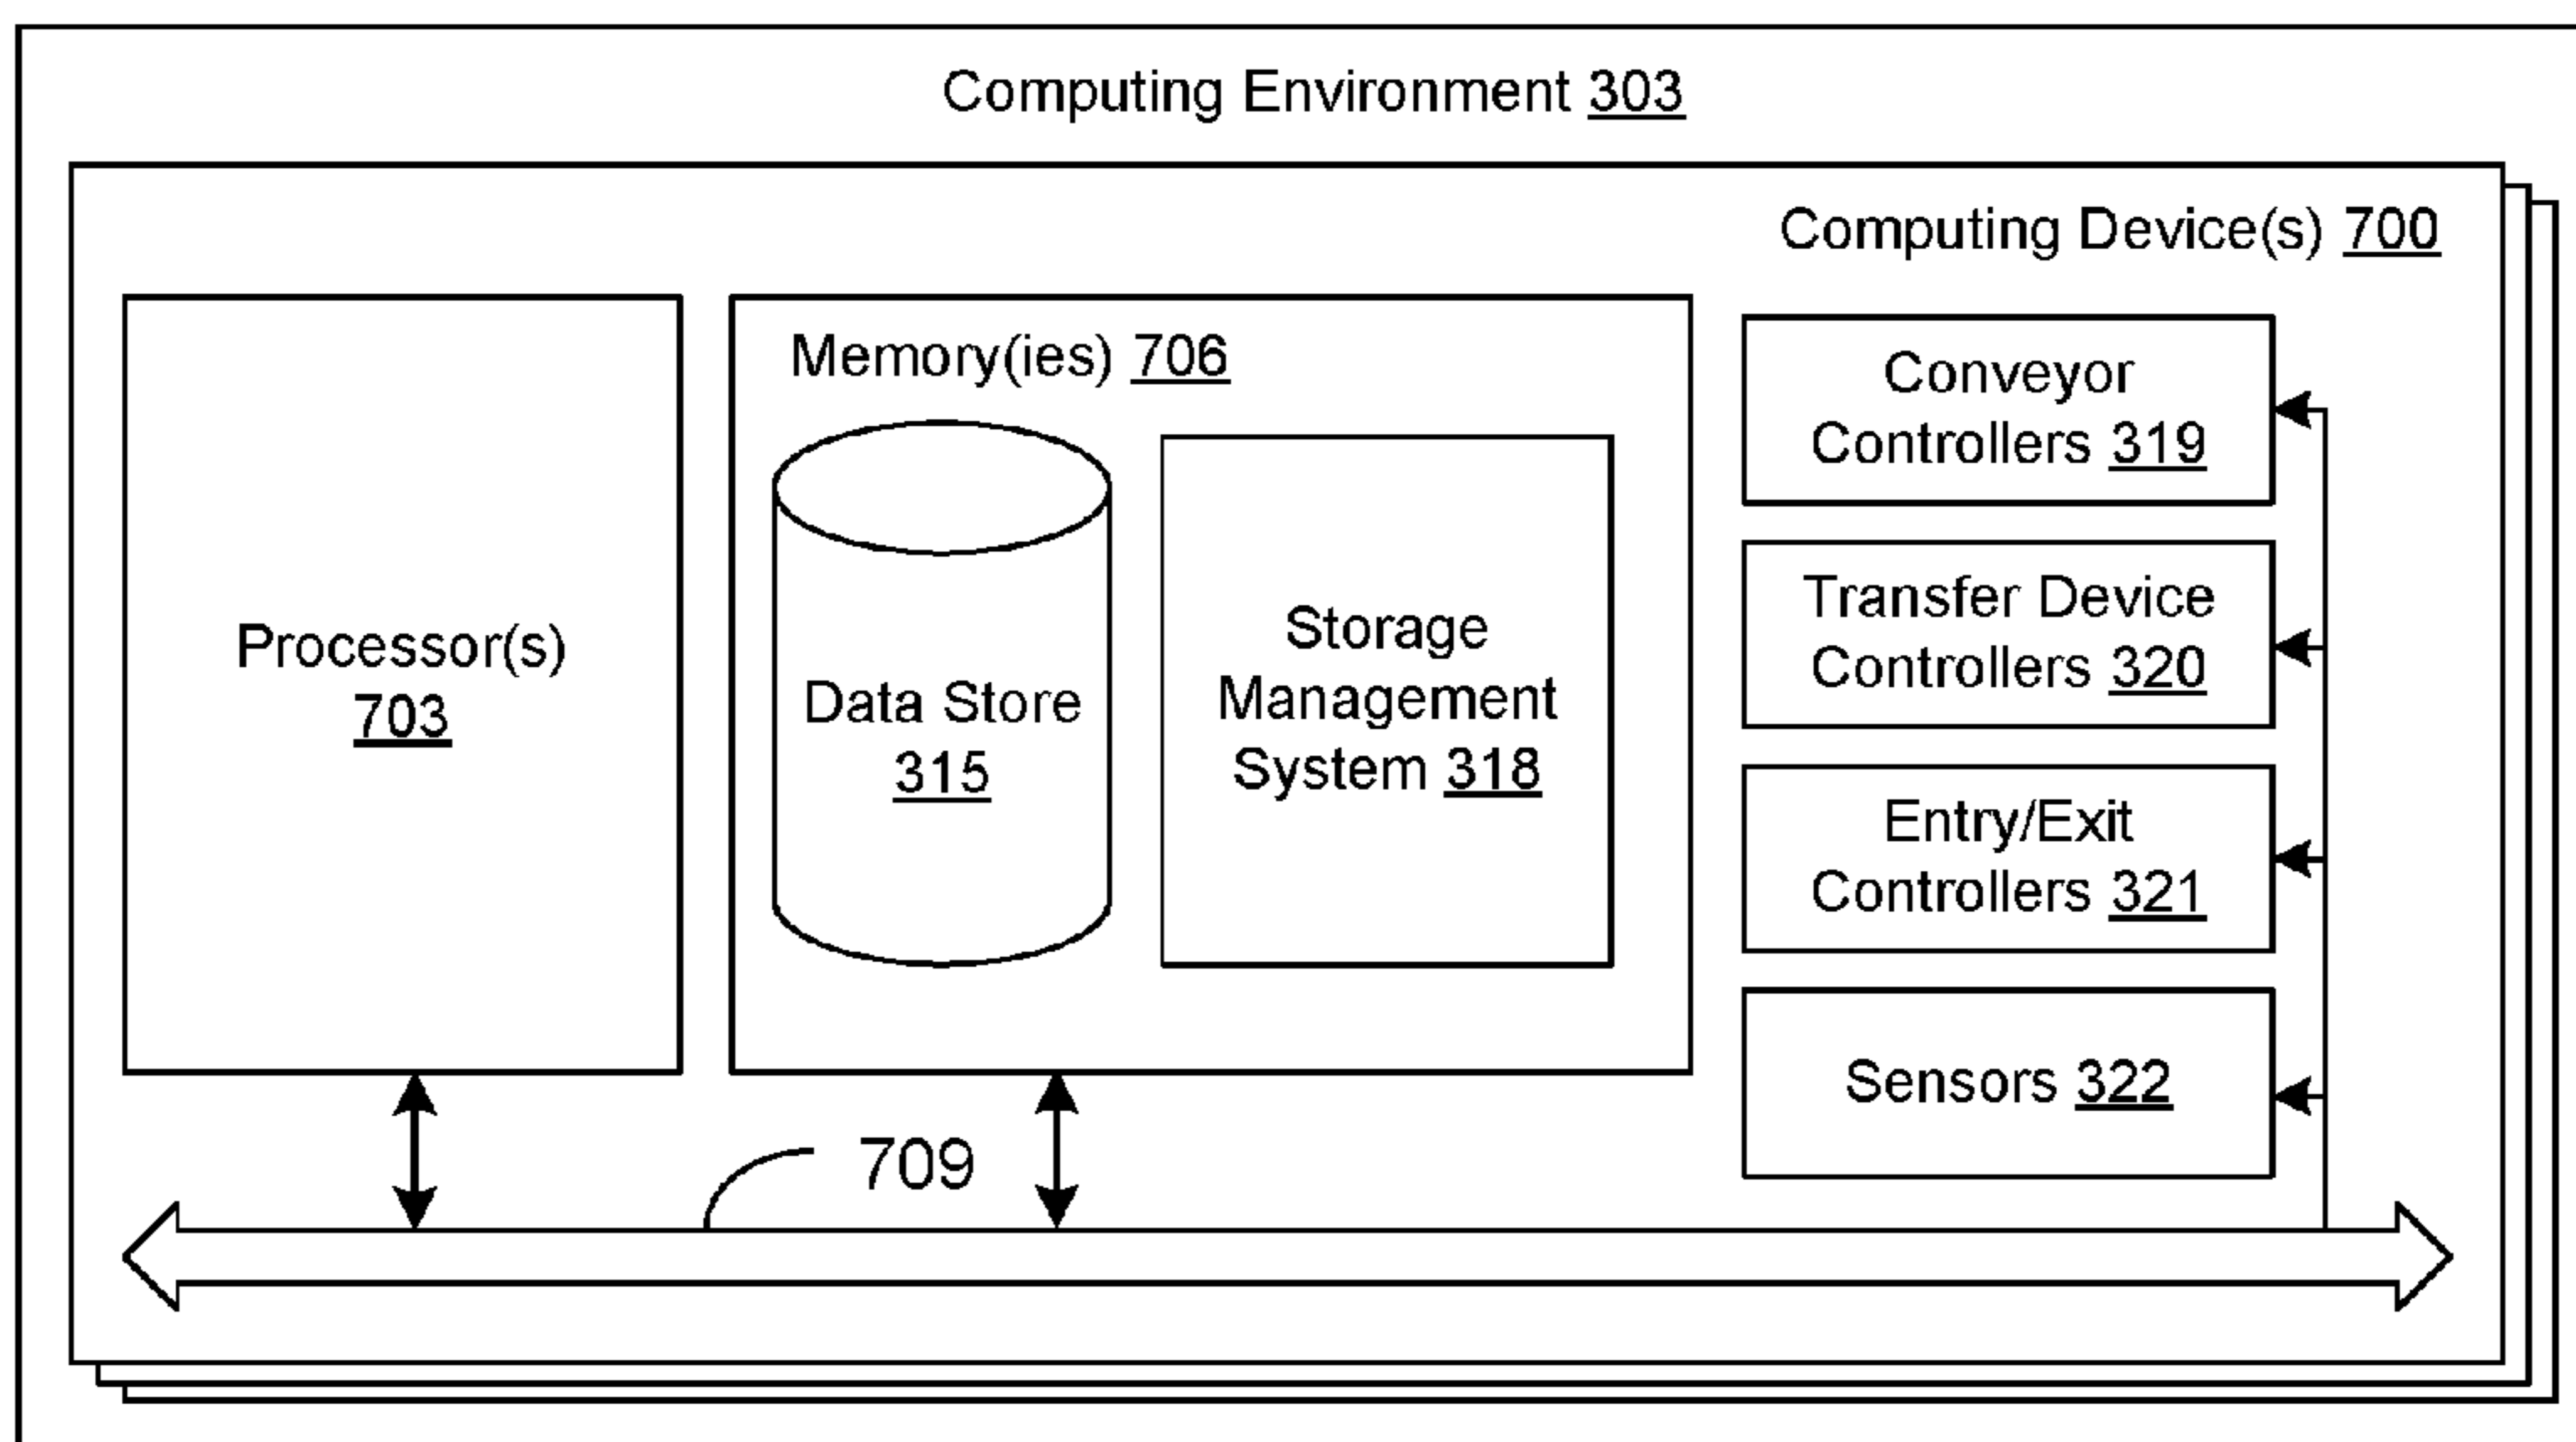 Computing Environment 303
Computing Device(s) 700
Processor(s)
703
Memory(ies) 706
Data Store
315
Storage
Management
System 318
Conveyor
Controllers 319
Transfer Device
Controllers 320
Entry/Exit
Controllers 321
Sensors 322
709